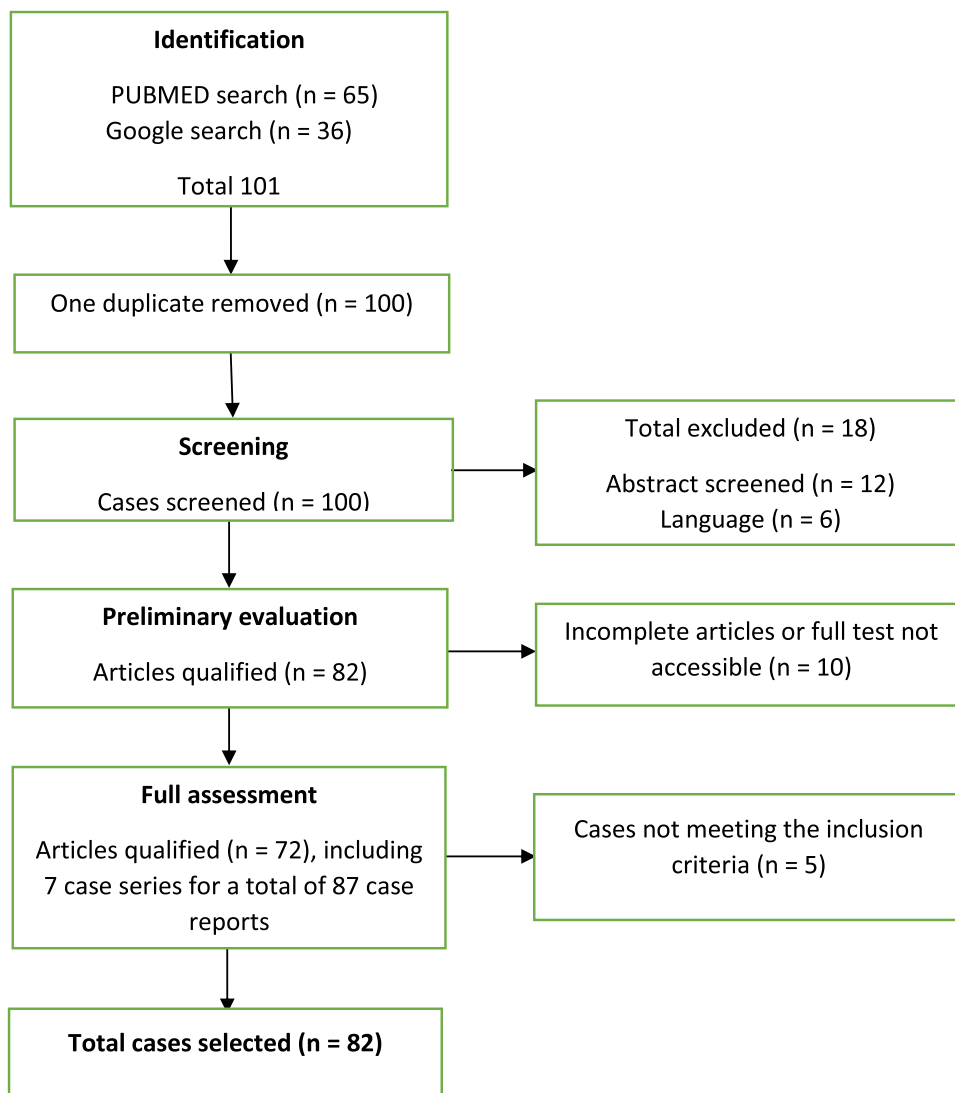 Identification
PUBMED search (n = 65)
Google search (n = 36)
Total 101
One duplicate removed (n = 100)
Screening
Cases screened (n = 100)
Total excluded (n = 18)
Abstract screened (n = 12)
Language (n = 6)
Preliminary evaluation
Articles qualified (n = 82)
Incomplete articles or full test not
accessible (n = 10)
Full assessment
Articles qualified (n = 72), including
7 case series for a total of 87 case
reports
Cases not meeting the inclusion
criteria (n = 5)
Total cases selected (n = 82)